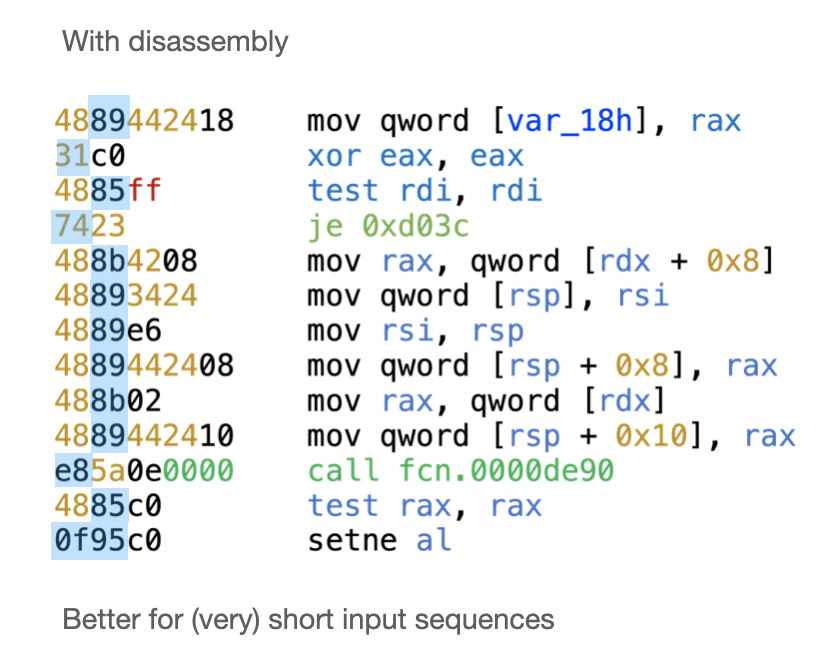 With disassembly
4889442418 mov qword [var_18h], rax
31c0 xor eax, eax
4885ff test rdi, rdi
7423 je 0xd03c
488b4208 mov rax, qword [rdx + 0x8]
48893424 mov qword [rsp], rsi
4889e6 mov rsi, rsp
4889442408 mov qword [rsp + 0x8], rax
488b02 mov rax, qword [rdx]
4889442410 mov qword [rsp + 0x10], rax
e85a0e0000 call fcn.0000de90
4885c0 test rax, rax
0f95c0 setne al
Better for (very) short input sequences